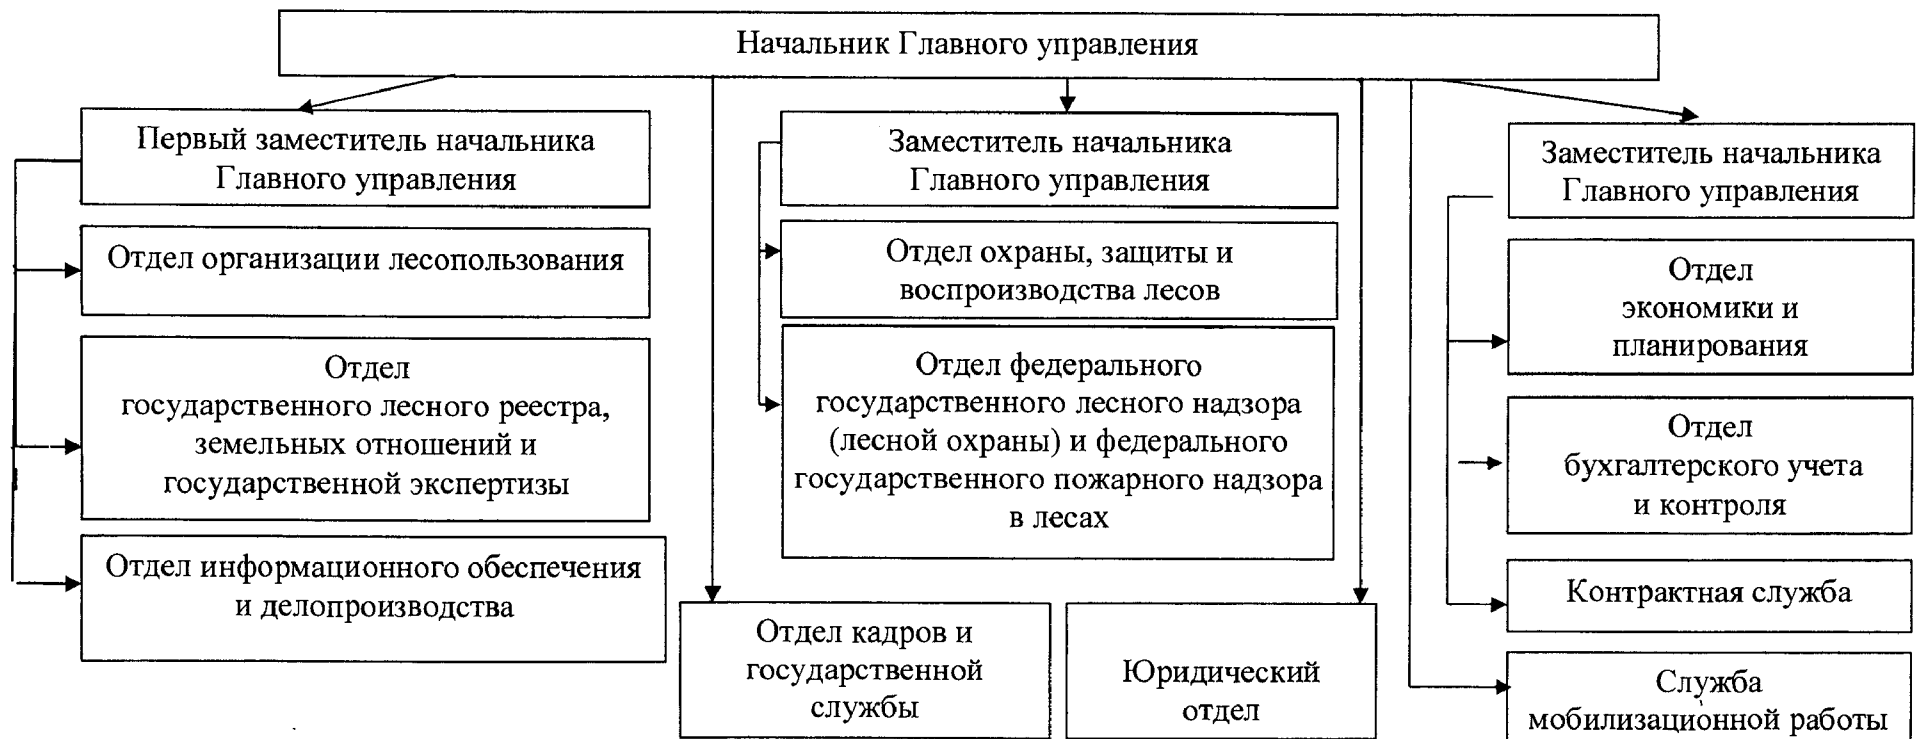 Начальник Главного управления
Первый заместитель начальника
Главного управления
Отдел организации лесопользования
Отдел
государственного лесного реестра,
земельных отношений и
государственной экспертизы
Отдел информационного обеспечения
и делопроизводства
Заместитель начальника
Главного управления
Отдел охраны, защиты и
воспроизводства лесов
Отдел федерального
государственного лесного надзора
(лесной охраны) и федерального
государственного пожарного надзора
в лесах
Отдел кадров и
государственной
службы
Юридический
отдел
Заместитель начальника
Главного управления
Отдел
экономики и
планирования
Отдел
бухгалтерского учета
и контроля
Контрактная служба
Служба
мобилизационной работы